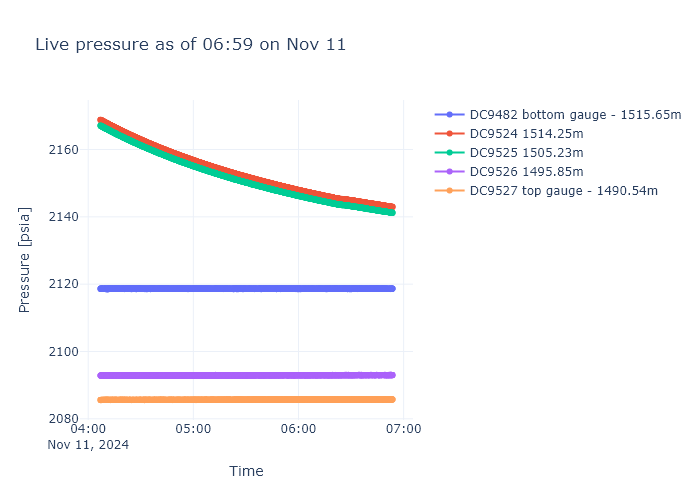 Live pressure as of 06:59 on Nov 11
DC9482 bottom gauge - 1515.65m
DC9524 1514.25m
DC9525 1505.23m
DC9526 1495.85m
DC9527 top gauge - 1490.54m
Pressure [psia]
2160
2140
2120
2100
2080
04:00 05:00 06:00 07:00
Nov 11, 2024
Time